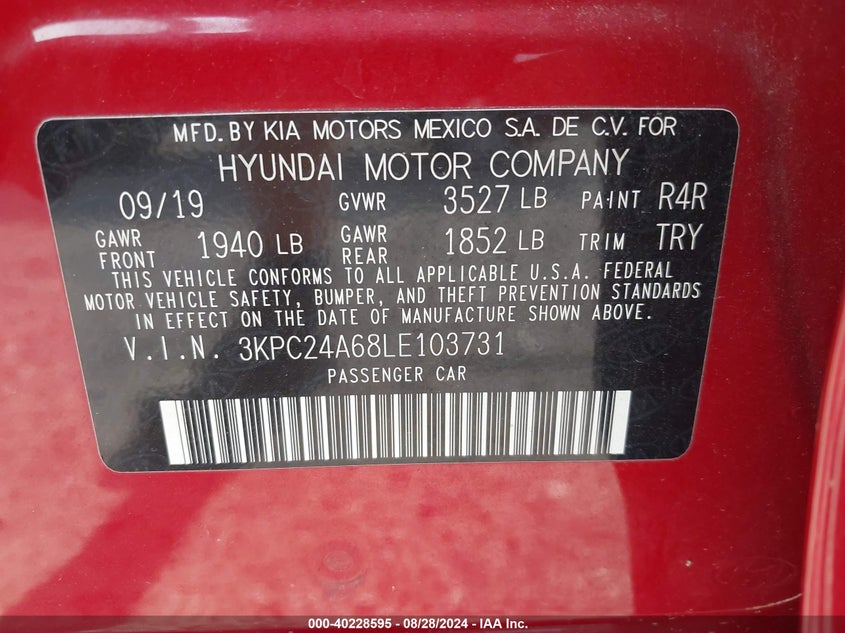 MFD. BY KIA MOTORS MEXICO S.A. DE C.V. FOR
HYUNDAI MOTOR COMPANY
09/19 GVWR 3527 LB PAINT R4R
GAWR FRONT 1940 LB GAWR REAR 1852 LB TRIM TRY
THIS VEHICLE CONFORMS TO ALL APPLICABLE U.S.A. FEDERAL
MOTOR VEHICLE SAFETY, BUMPER, AND THEFT PREVENTION STANDARDS
IN EFFECT ON THE DATE OF MANUFACTURE SHOWN ABOVE.
V.I.N. 3KPC24A68LE103731
PASSENGER CAR
000-40228595 - 08/28/2024 - IAA Inc.